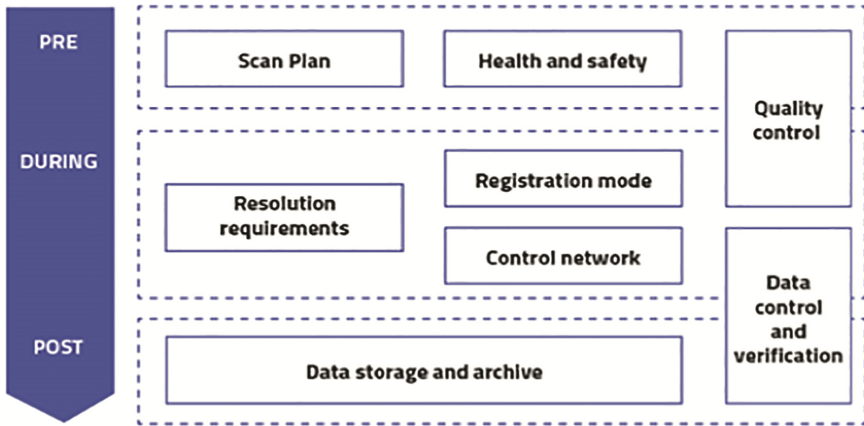 PRE
Scan Plan
Health and safety
Quality
control
DURING
Resolution
requirements
Registration mode
Control network
Data
control
and
verification
POST
Data storage and archive